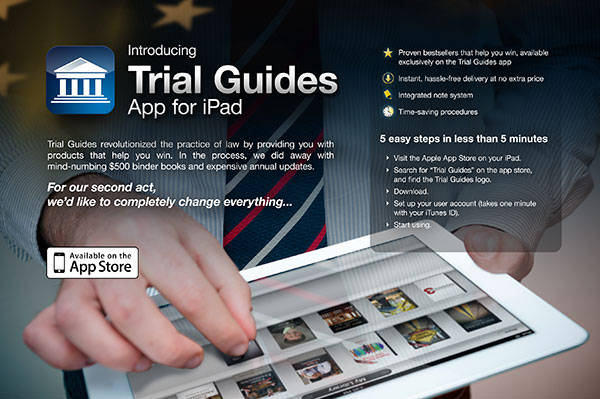 Introducing
Trial Guides
App for iPad
Trial Guides revolutionized the practice of law by providing you with
products that help you win. In the process, we did away with
mind-numbing $500 binder books and expensive annual updates.
For our second act,
we'd like to completely change everything...
Available on the
App Store
Proven bestsellers that help you win, available
exclusively on the Trial Guides app
Instant, hassle-free delivery at no extra price
Integrated note system
Time-saving procedures
5 easy steps in less than 5 minutes
Visit the Apple App Store on your iPad.
Search for "Trial Guides" on the app store,
and find the Trial Guides logo.
Download.
Set up your user account (takes one minute
with your iTunes ID).
Start using.
My Library